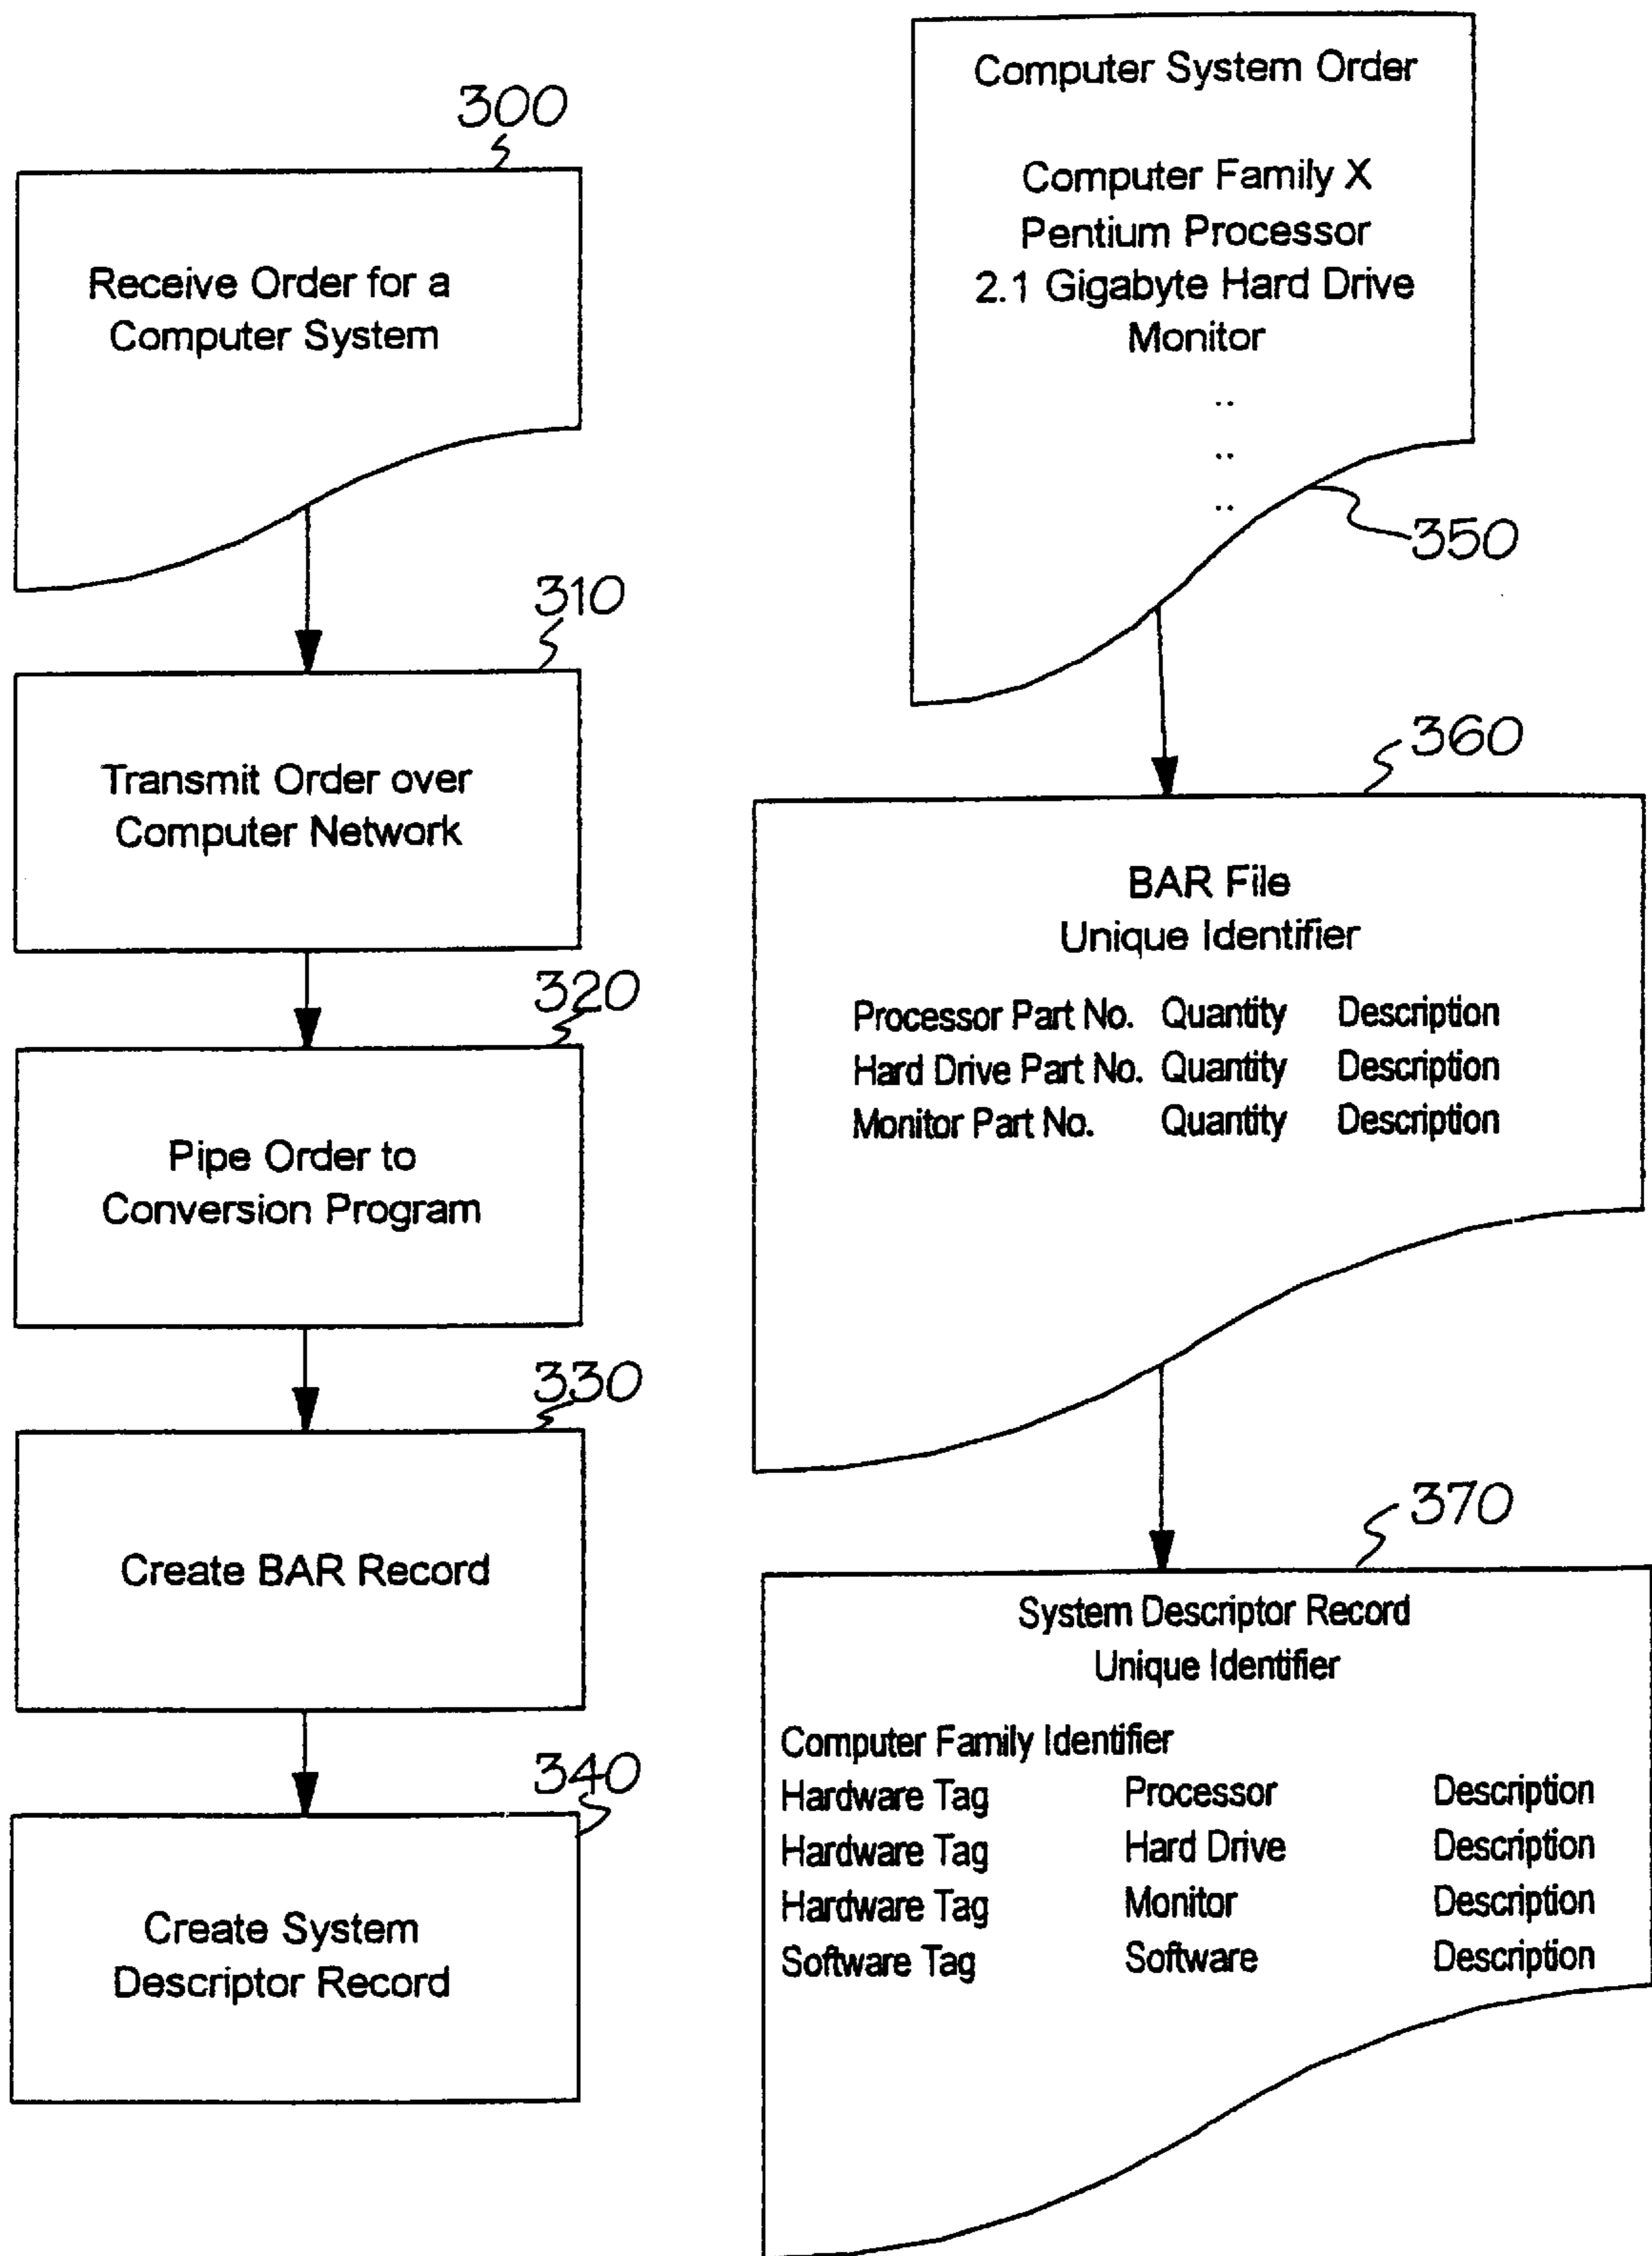 300
Receive Order for a
Computer System
310
Transmit Order over
Computer Network
320
Pipe Order to
Conversion Program
330
Create BAR Record
340
Create System
Descriptor Record
Computer System Order
Computer Family X
Pentium Processor
2.1 Gigabyte Hard Drive
Monitor
..
..
..
350
360
BAR File
Unique Identifier
Processor Part No. Quantity Description
Hard Drive Part No. Quantity Description
Monitor Part No. Quantity Description
370
System Descriptor Record
Unique Identifier
Computer Family Identifier
Hardware Tag Processor Description
Hardware Tag Hard Drive Description
Hardware Tag Monitor Description
Software Tag Software Description